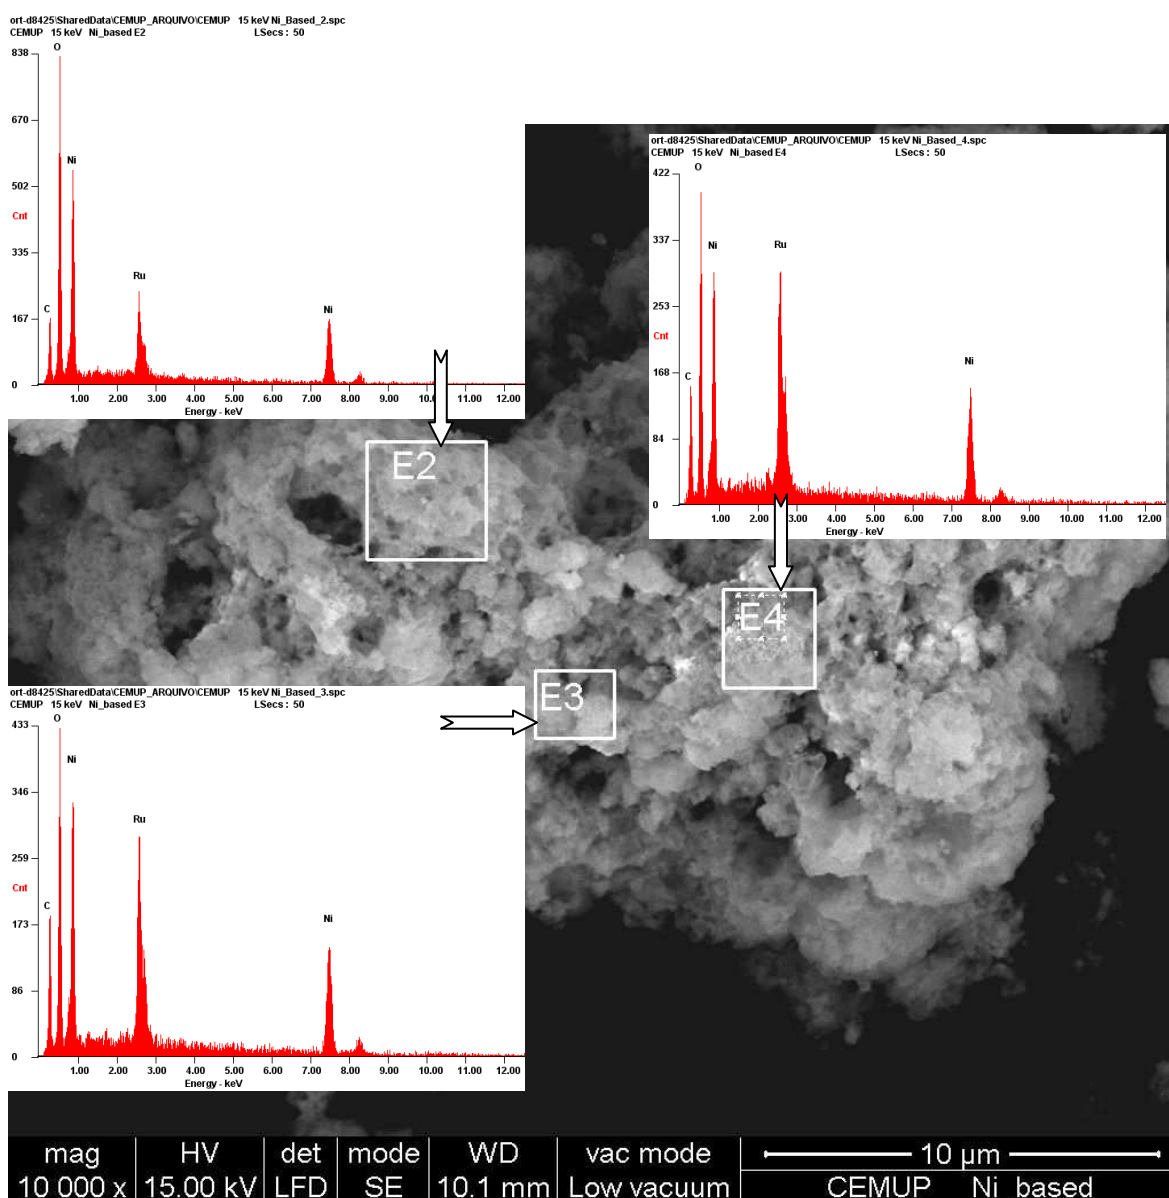 ort-d8425\SharedData\CEMUP_ARQUIVO\CEMUP 15 keV Ni_Based_2.spc
CEMUP 15 keV Ni_based E2 LSecs : 50
O
838
670
Ni
502
Cnt
335
Ru
C
Ni
167
0
1.00 2.00 3.00 4.00 5.00 6.00 7.00 8.00 9.00 10.00 11.00 12.00
Energy - keV
ort-d8425\SharedData\CEMUP_ARQUIVO\CEMUP 15 keV Ni_Based_4.spc
CEMUP 15 keV Ni_based E4 LSecs : 50
O
422
Ni Ru
337
253
Cnt
Ni
C
168
84
0
1.00 2.00 3.00 4.00 5.00 6.00 7.00 8.00 9.00 10.00 11.00 12.00
Energy - keV
E2
E4
E3
ort-d8425\SharedData\CEMUP_ARQUIVO\CEMUP 15 keV Ni_Based_3.spc
CEMUP 15 keV Ni_based E3 LSecs : 50
O
433
Ni
346
Ru
259
Cnt
C
Ni
173
86
0
1.00 2.00 3.00 4.00 5.00 6.00 7.00 8.00 9.00 10.00 11.00 12.00
Energy - keV
mag HV det mode WD vac mode 10 µm
10 000 x 15.00 kV LFD SE 10.1 mm Low vacuum CEMUP Ni_based